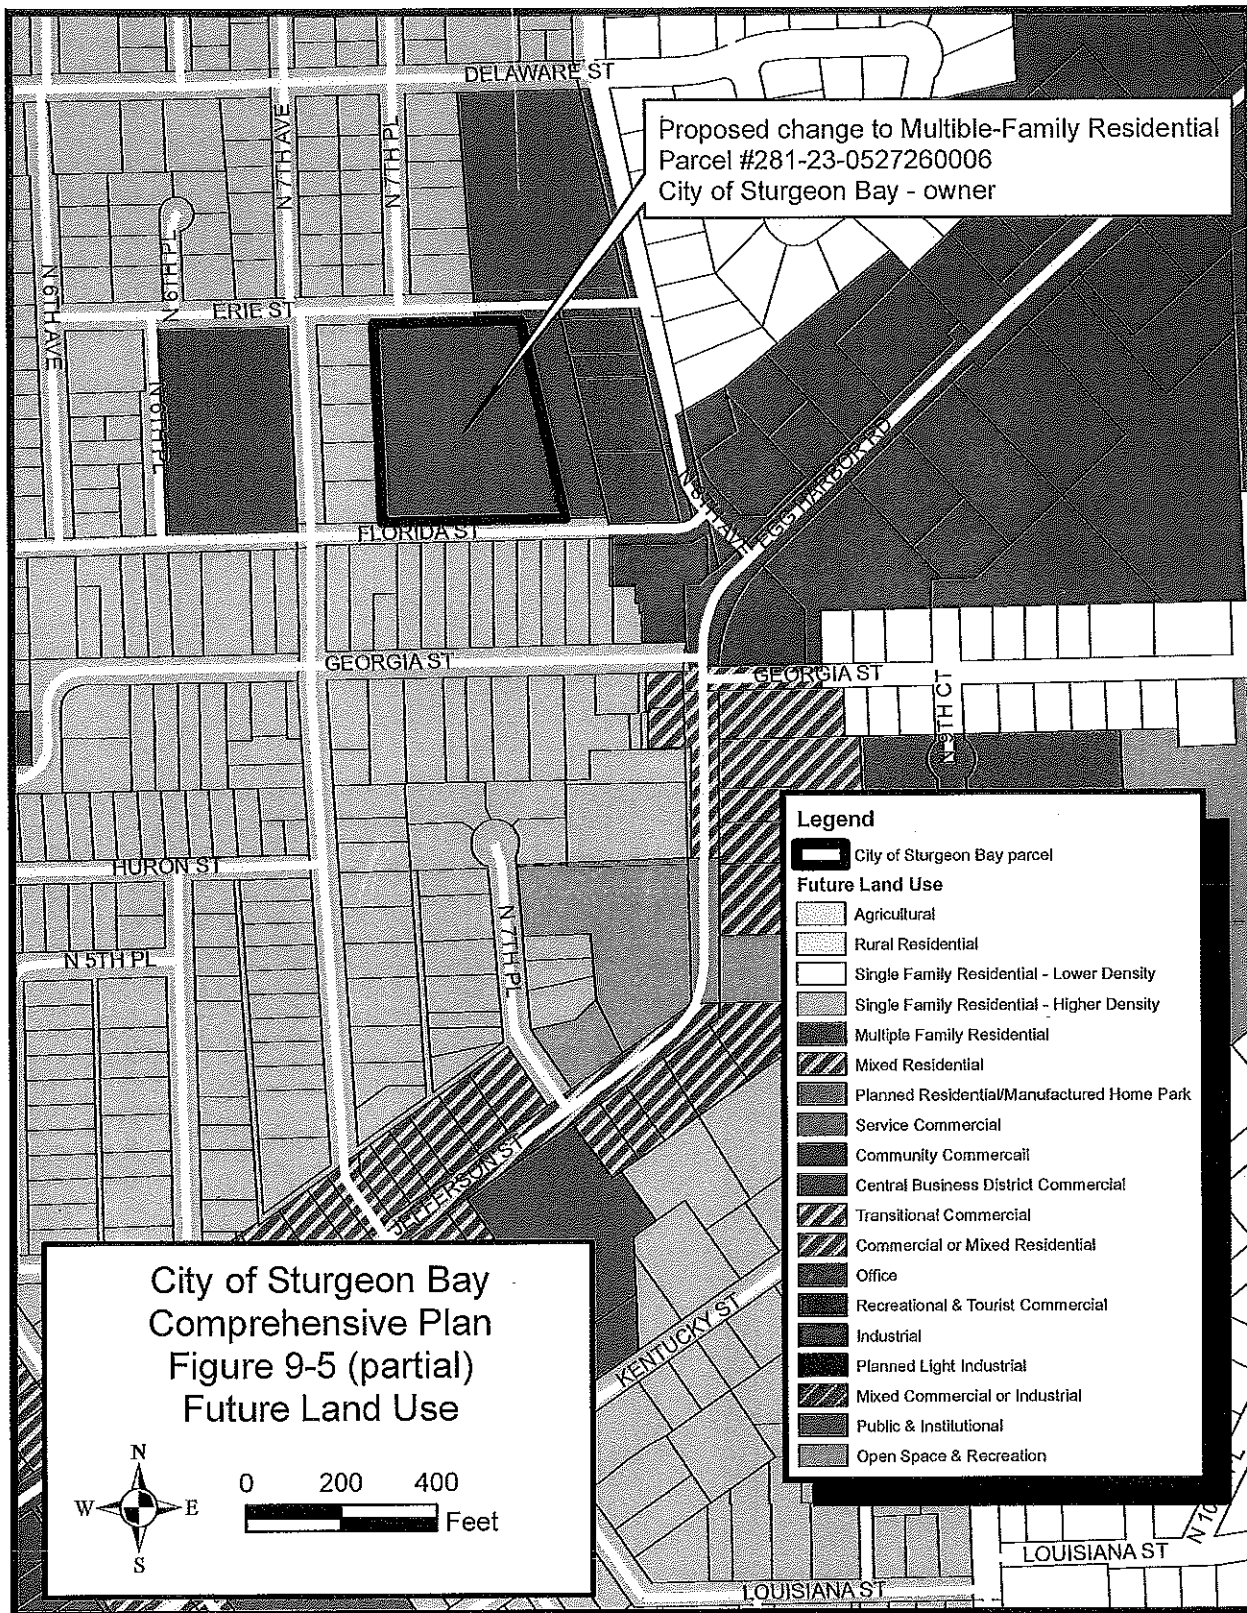 DELAWARE ST
N 7TH AVE
N 7TH PL
Proposed change to Multible-Family Residential
Parcel #281-23-0527260006
City of Sturgeon Bay - owner
N 6TH AVE
N 6TH PL
ERIE ST
N 6TH PL
N 8TH AVE
EGG HARBOR RD
FLORIDA ST
GEORGIA ST
GEORGIA ST
N 9TH CT
HURON ST
N 7TH PL
N 5TH PL
JEFFERSON ST
KENTUCKY ST
Legend
City of Sturgeon Bay parcel
Future Land Use
Agricultural
Rural Residential
Single Family Residential - Lower Density
Single Family Residential - Higher Density
Multiple Family Residential
Mixed Residential
Planned Residential/Manufactured Home Park
Service Commercial
Community Commercail
Central Business District Commercial
Transitional Commercial
Commercial or Mixed Residential
Office
Recreational & Tourist Commercial
Industrial
Planned Light Industrial
Mixed Commercial or Industrial
Public & Institutional
Open Space & Recreation
City of Sturgeon Bay
Comprehensive Plan
Figure 9-5 (partial)
Future Land Use
N
W E
S
0 200 400
Feet
LOUISIANA ST
LOUISIANA ST